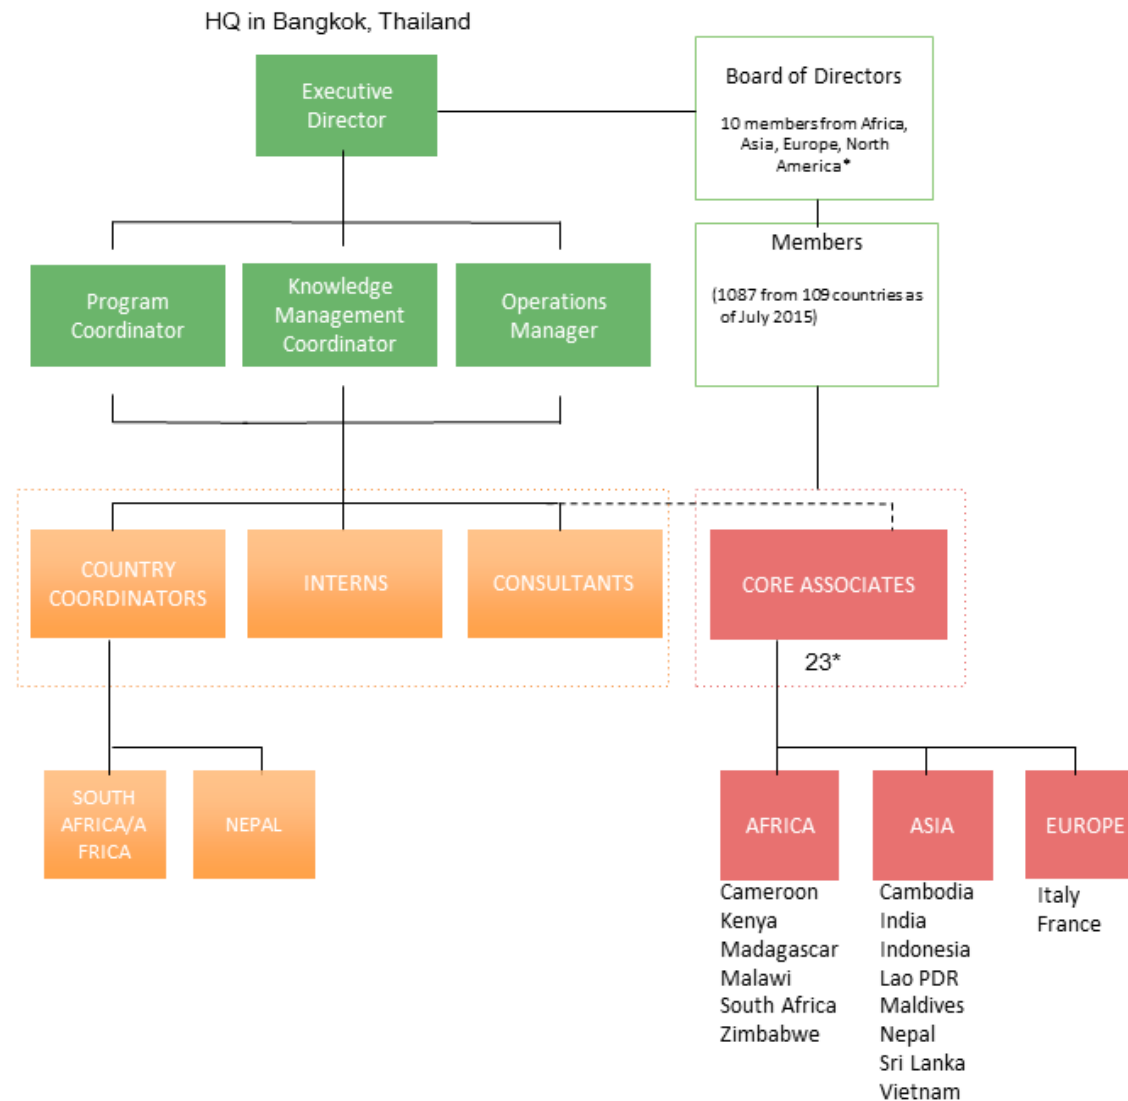 HQ in Bangkok, Thailand
Executive
Director
Board of Directors
10 members from Africa,
Asia, Europe, North
America*
Members
(1087 from 109 countries as
of July 2015)
Program
Coordinator
Knowledge
Management
Coordinator
Operations
Manager
COUNTRY
COORDINATORS
INTERNS
CONSULTANTS
CORE ASSOCIATES
23*
SOUTH
AFRICA/A
FRICA
NEPAL
AFRICA
Cameroon
Kenya
Madagascar
Malawi
South Africa
Zimbabwe
ASIA
Cambodia
India
Indonesia
Lao PDR
Maldives
Nepal
Sri Lanka
Vietnam
EUROPE
Italy
France